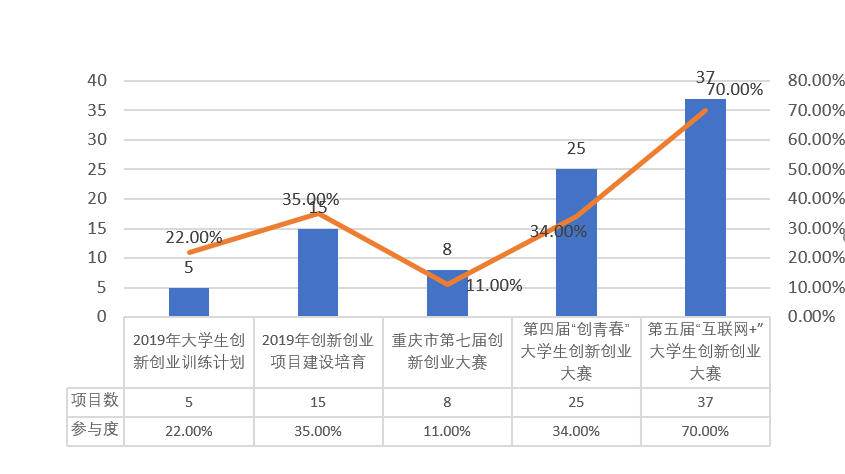 37
40
80.00%
70.00%
35
70.00%
30
60.00%
25
25
50.00%
35.00%
20
40.00%
15
22.00%
34.00%
15
30.00%
8
5
10
20.00%
11.00%
5
10.00%
0
0.00%
2019年大学生创
新创业训练计划
2019年创新创业
项目建设培育
重庆市第七届创
新创业大赛
第四届“创青春”
大学生创新创业
大赛
第五届“互联网+”
大学生创新创业
大赛
项目数 5 15 8 25 37
参与度 22.00% 35.00% 11.00% 34.00% 70.00%